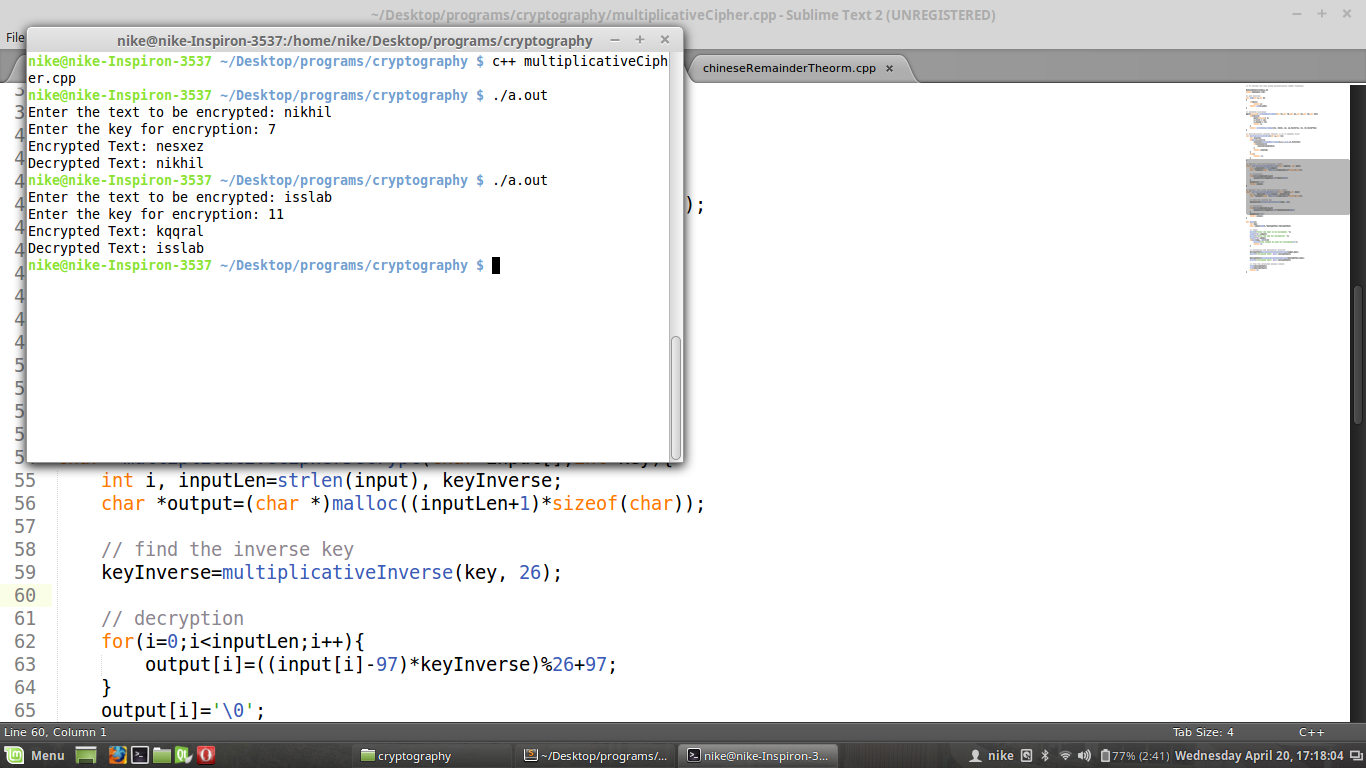 ~/Desktop/programs/cryptography/multiplicativeCipher.cpp - Sublime Text 2 (UNREGISTERED)
File
nike@nike-Inspiron-3537:/home/nike/Desktop/programs/cryptography
nike@nike-Inspiron-3537 ~/Desktop/programs/cryptography $ c++ multiplicativeCiph
er.cpp
nike@nike-Inspiron-3537 ~/Desktop/programs/cryptography $ ./a.out
Enter the text to be encrypted: nikhil
Enter the key for encryption: 7
Encrypted Text: nesxez
Decrypted Text: nikhil
nike@nike-Inspiron-3537 ~/Desktop/programs/cryptography $ ./a.out
Enter the text to be encrypted: isslab
Enter the key for encryption: 11
Encrypted Text: kqqral
Decrypted Text: isslab
nike@nike-Inspiron-3537 ~/Desktop/programs/cryptography $
chineseRemainderTheorm.cpp ×
);
55 int i, inputLen=strlen(input), keyInverse;
56 char *output=(char *)malloc((inputLen+1)*sizeof(char));
57
58 // find the inverse key
59 keyInverse=multiplicativeInverse(key, 26);
60
61 // decryption
62 for(i=0;i<inputLen;i++){
63 output[i]=((input[i]-97)*keyInverse)%26+97;
64 }
65 output[i]='\0';
Line 60, Column 1
Tab Size: 4
C++
Menu
cryptography
~/Desktop/programs/...
nike@nike-Inspiron-3...
nike
77% (2:41)
Wednesday April 20, 17:18:04